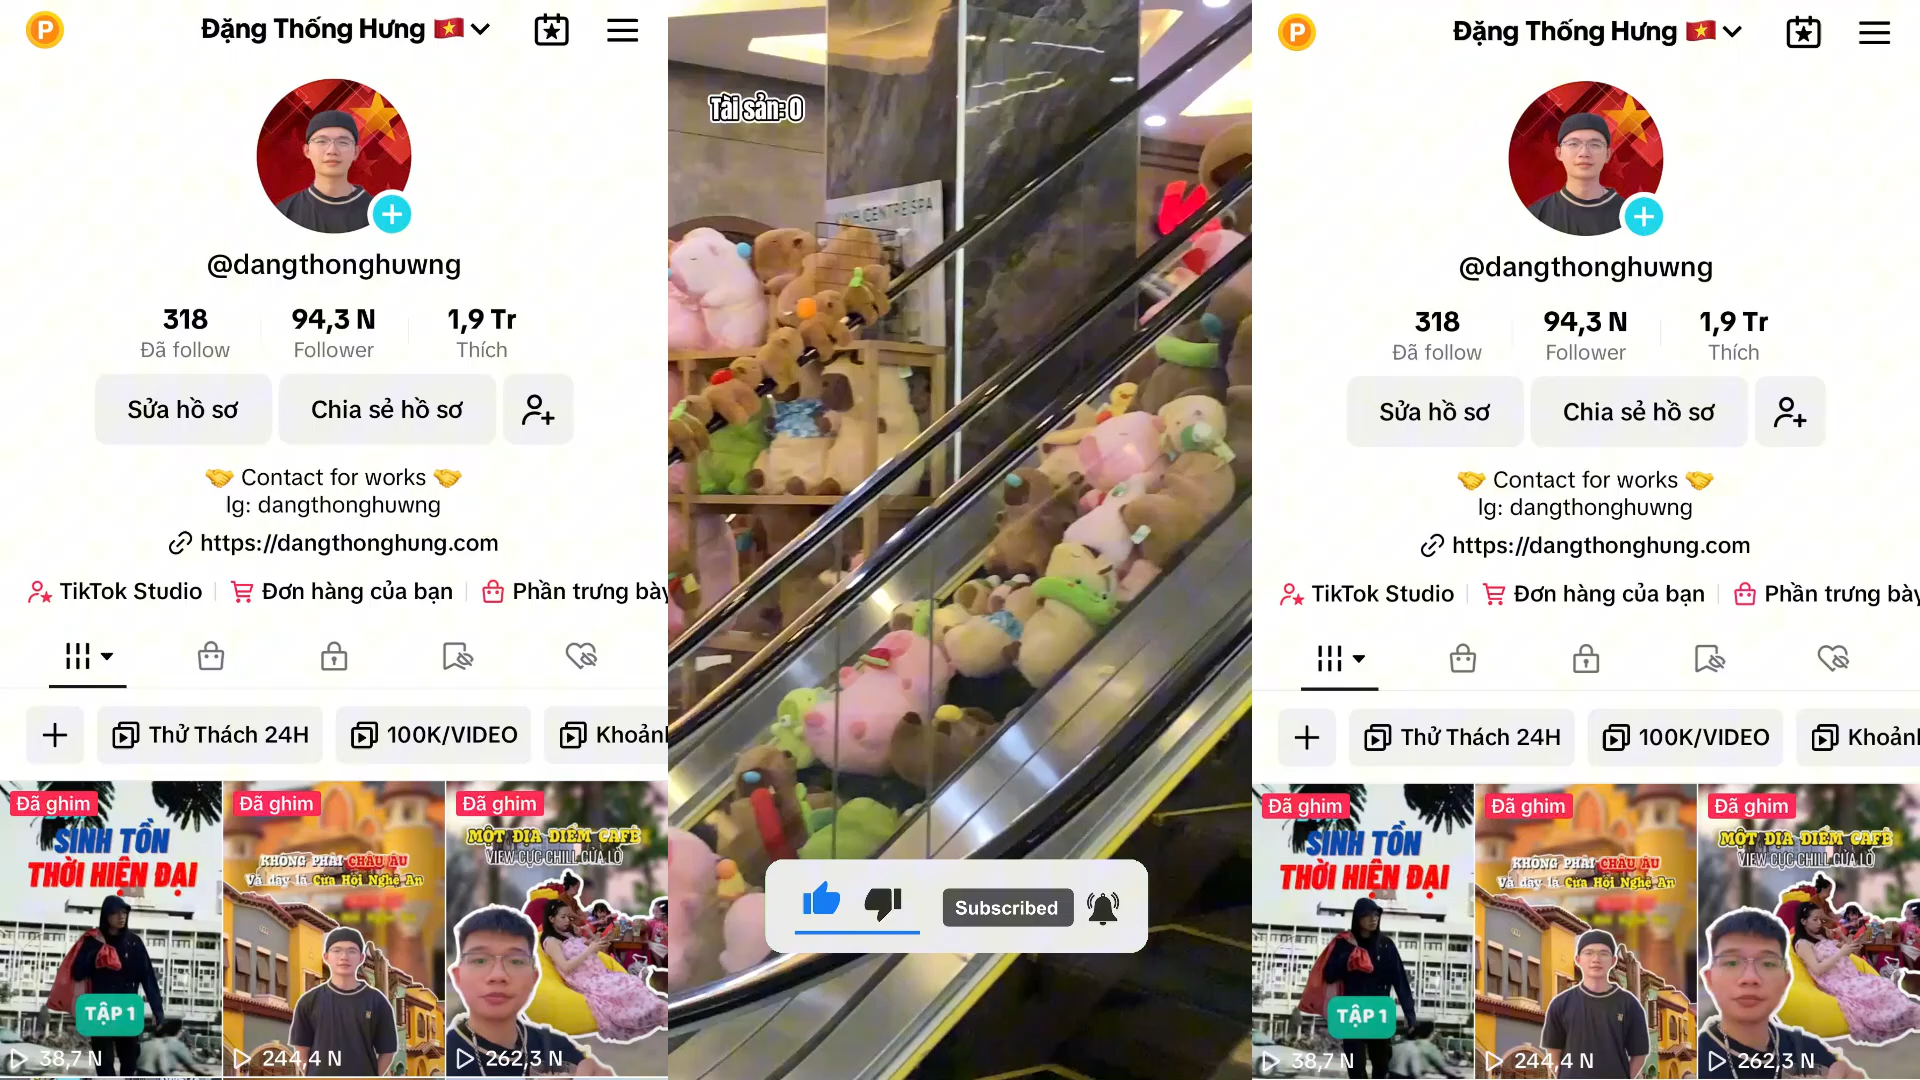 P
Đặng Thống Hưng
@dangthonghuwng
318
94,3 N
1,9 Tr
Đã follow
Follower
Thích
Sửa hồ sơ
Chia sẻ hồ sơ
Contact for works
Ig: dangthonghuwng
https://dangthonghung.com
TikTok Studio
Đơn hàng của bạn
Phần trưng bày
Thử Thách 24H
100K/VIDEO
Khoảnh
Đã ghim
SINH TỒN
THỜI HIỆN ĐẠI
TẬP 1
38,7 N
Đã ghim
KHÔNG PHẢI CHÂU ÂU
Và đây là Cửa Hội Nghệ An
244,4 N
Đã ghim
MỘT ĐỊA ĐIỂM CAFÉ
VIEW CỰC CHILL CỦA LÒ
262,3 N
Tài sản: 0
CENTRE SPA
Subscribed
P
Đặng Thống Hưng
@dangthonghuwng
318
94,3 N
1,9 Tr
Đã follow
Follower
Thích
Sửa hồ sơ
Chia sẻ hồ sơ
Contact for works
Ig: dangthonghuwng
https://dangthonghung.com
TikTok Studio
Đơn hàng của bạn
Phần trưng bày
Thử Thách 24H
100K/VIDEO
Khoảnh
Đã ghim
SINH TỒN
THỜI HIỆN ĐẠI
TẬP 1
38,7 N
Đã ghim
KHÔNG PHẢI CHÂU ÂU
Và đây là Cửa Hội Nghệ An
244,4 N
Đã ghim
MỘT ĐỊA ĐIỂM CAFÉ
VIEW CỰC CHILL CỦA LÒ
262,3 N